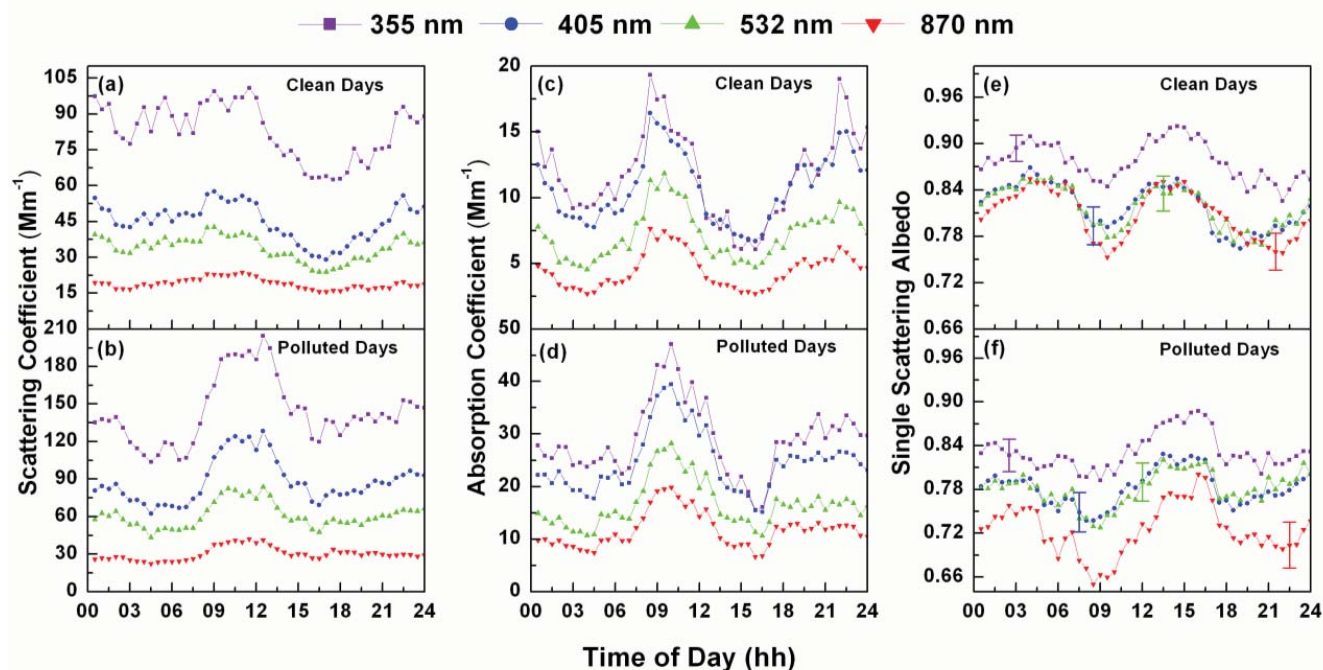 355 nm 405 nm 532 nm 870 nm
(a) Clean Days
105
90
75
60
45
30
15
Scattering Coefficient (Mm⁻¹)
(b) Polluted Days
210
180
150
120
90
60
30
0
00 03 06 09 12 15 18 21 24
(c) Clean Days
20
15
10
5
Absorption Coefficient (Mm⁻¹)
(d) Polluted Days
50
40
30
20
10
0
00 03 06 09 12 15 18 21 24
(e) Clean Days
0.96
0.90
0.84
0.78
0.72
0.66
Single Scattering Albedo
(f) Polluted Days
0.96
0.90
0.84
0.78
0.72
0.66
00 03 06 09 12 15 18 21 24
Time of Day (hh)